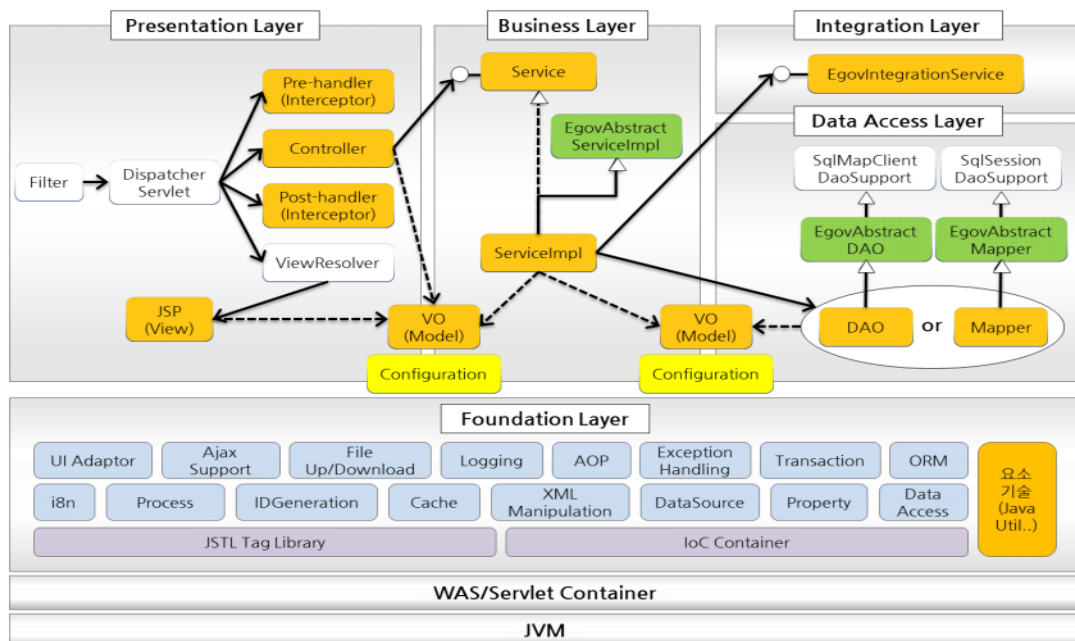 Presentation Layer
Business Layer
Integration Layer
Pre-handler
(Interceptor)
Controller
Filter
Dispatcher
Servlet
Post-handler
(Interceptor)
ViewResolver
JSP
(View)
Service
EgovAbstract
ServiceImpl
ServiceImpl
VO
(Model)
Configuration
VO
(Model)
Configuration
EgovIntegrationService
Data Access Layer
SqlMapClient
DaoSupport
SqlSession
DaoSupport
EgovAbstract
DAO
EgovAbstract
Mapper
DAO
or
Mapper
Foundation Layer
UI Adaptor
Ajax
Support
File
Up/Download
Logging
AOP
Exception
Handling
Transaction
ORM
i8n
Process
IDGeneration
Cache
XML
Manipulation
DataSource
Property
Data
Access
JSTL Tag Library
IoC Container
요소
기술
(Java
Util..)
WAS/Servlet Container
JVM